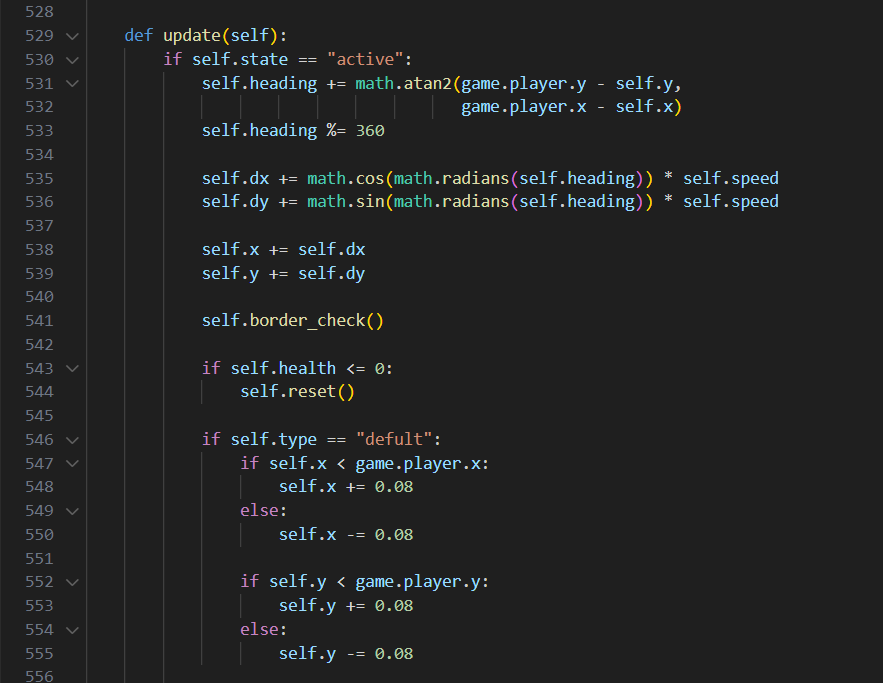 528
529 def update(self):
530 if self.state == "active":
531 self.heading += math.atan2(game.player.y - self.y,
532 game.player.x - self.x)
533 self.heading %= 360
534
535 self.dx += math.cos(math.radians(self.heading)) * self.speed
536 self.dy += math.sin(math.radians(self.heading)) * self.speed
537
538 self.x += self.dx
539 self.y += self.dy
540
541 self.border_check()
542
543 if self.health <= 0:
544 self.reset()
545
546 if self.type == "defult":
547 if self.x < game.player.x:
548 self.x += 0.08
549 else:
550 self.x -= 0.08
551
552 if self.y < game.player.y:
553 self.y += 0.08
554 else:
555 self.y -= 0.08
556